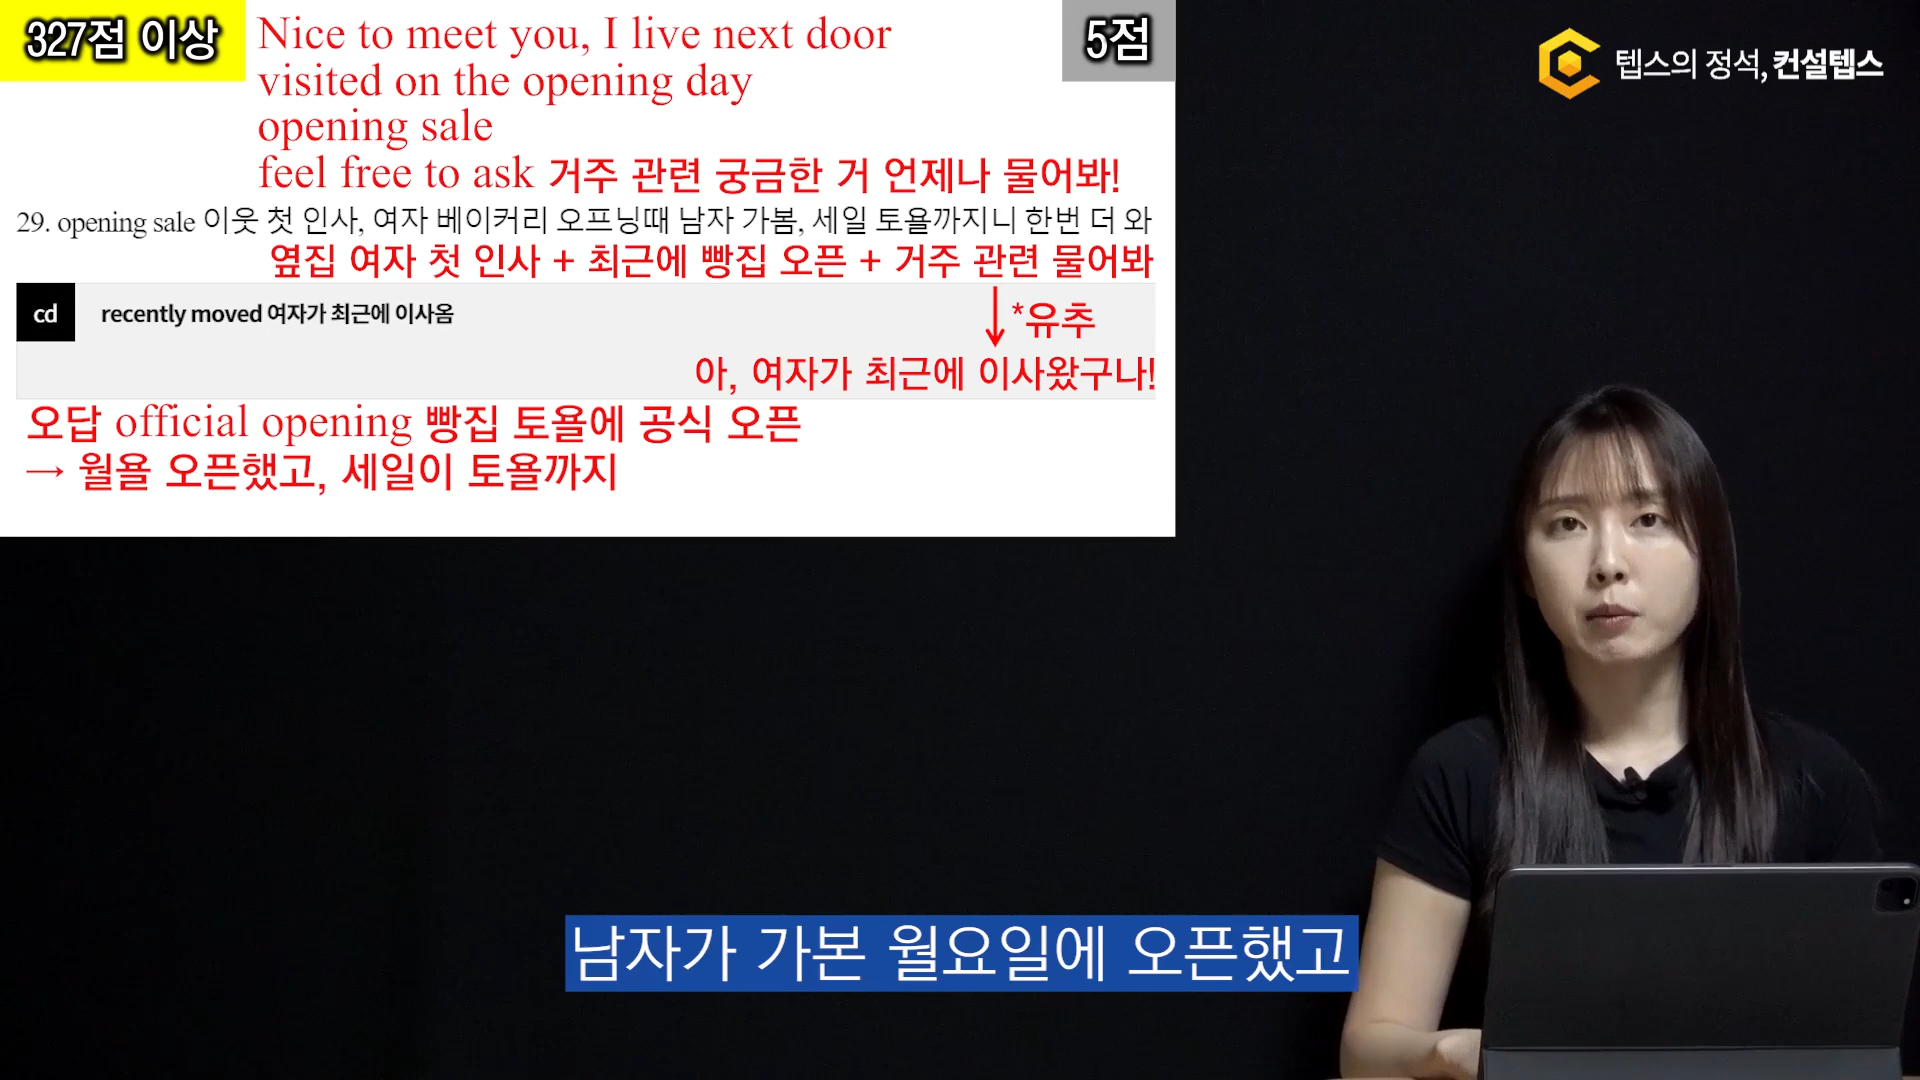 327점 이상
Nice to meet you, I live next door
visited on the opening day
opening sale
feel free to ask 거주 관련 궁금한 거 언제나 물어봐!
5점
텝스의 정석, 컨설텝스
29. opening sale 이웃 첫 인사, 여자 베이커리 오프닝때 남자 가봄, 세일 토욜까지니 한번 더 와
옆집 여자 첫 인사 + 최근에 빵집 오픈 + 거주 관련 물어봐
cd recently moved 여자가 최근에 이사옴
*유추
아, 여자가 최근에 이사왔구나!
오답 official opening 빵집 토욜에 공식 오픈
→ 월욜 오픈했고, 세일이 토욜까지
남자가 가본 월요일에 오픈했고